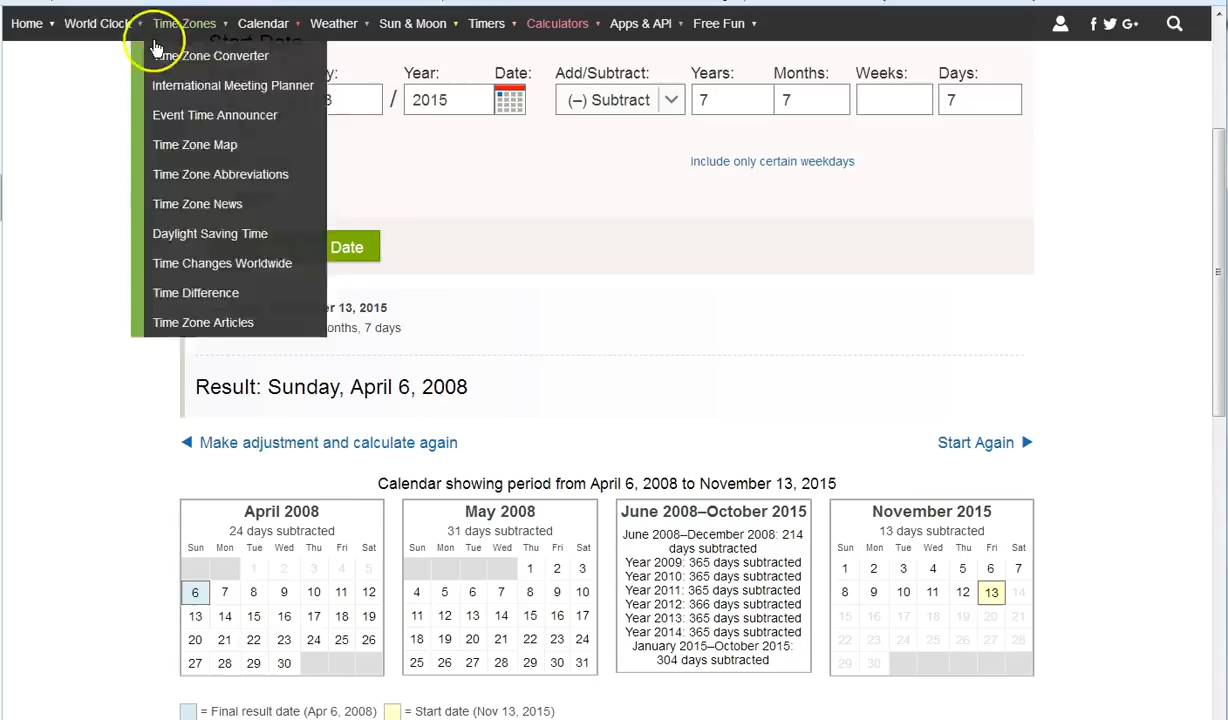 Home World Clock Time Zones Calendar Weather Sun & Moon Timers Calculators Apps & API Free Fun
Time Zone Converter
International Meeting Planner
Event Time Announcer
Time Zone Map
Time Zone Abbreviations
Time Zone News
Daylight Saving Time
Time Changes Worldwide
Time Difference
Time Zone Articles
Start Date
Year: Date: Add/Subtract: Years: Months: Weeks: Days:
/ 2015 (–) Subtract 7 7 7
Include only certain weekdays
Date
13, 2015
7 days
Result: Sunday, April 6, 2008
Make adjustment and calculate again
Start Again
Calendar showing period from April 6, 2008 to November 13, 2015
April 2008
24 days subtracted
Sun Mon Tue Wed Thu Fri Sat
1 2 3 4 5
6 7 8 9 10 11 12
13 14 15 16 17 18 19
20 21 22 23 24 25 26
27 28 29 30
May 2008
31 days subtracted
Sun Mon Tue Wed Thu Fri Sat
1 2 3
4 5 6 7 8 9 10
11 12 13 14 15 16 17
18 19 20 21 22 23 24
25 26 27 28 29 30 31
June 2008–October 2015
June 2008–December 2008: 214
days subtracted
Year 2009: 365 days subtracted
Year 2010: 365 days subtracted
Year 2011: 365 days subtracted
Year 2012: 366 days subtracted
Year 2013: 365 days subtracted
Year 2014: 365 days subtracted
January 2015–October 2015:
304 days subtracted
November 2015
13 days subtracted
Sun Mon Tue Wed Thu Fri Sat
1 2 3 4 5 6 7
8 9 10 11 12 13 14
15 16 17 18 19 20 21
22 23 24 25 26 27 28
29 30
= Final result date (Apr 6, 2008) = Start date (Nov 13, 2015)